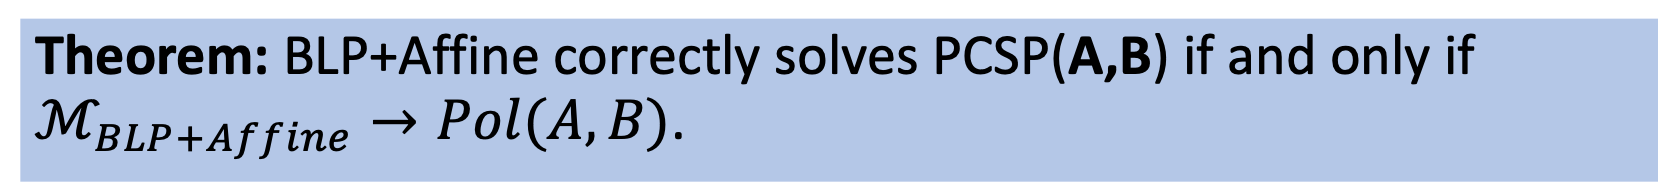 Theorem: BLP+Affine correctly solves PCSP(A,B) if and only if
ℳ_{BLP+Affine} → Pol(A, B).